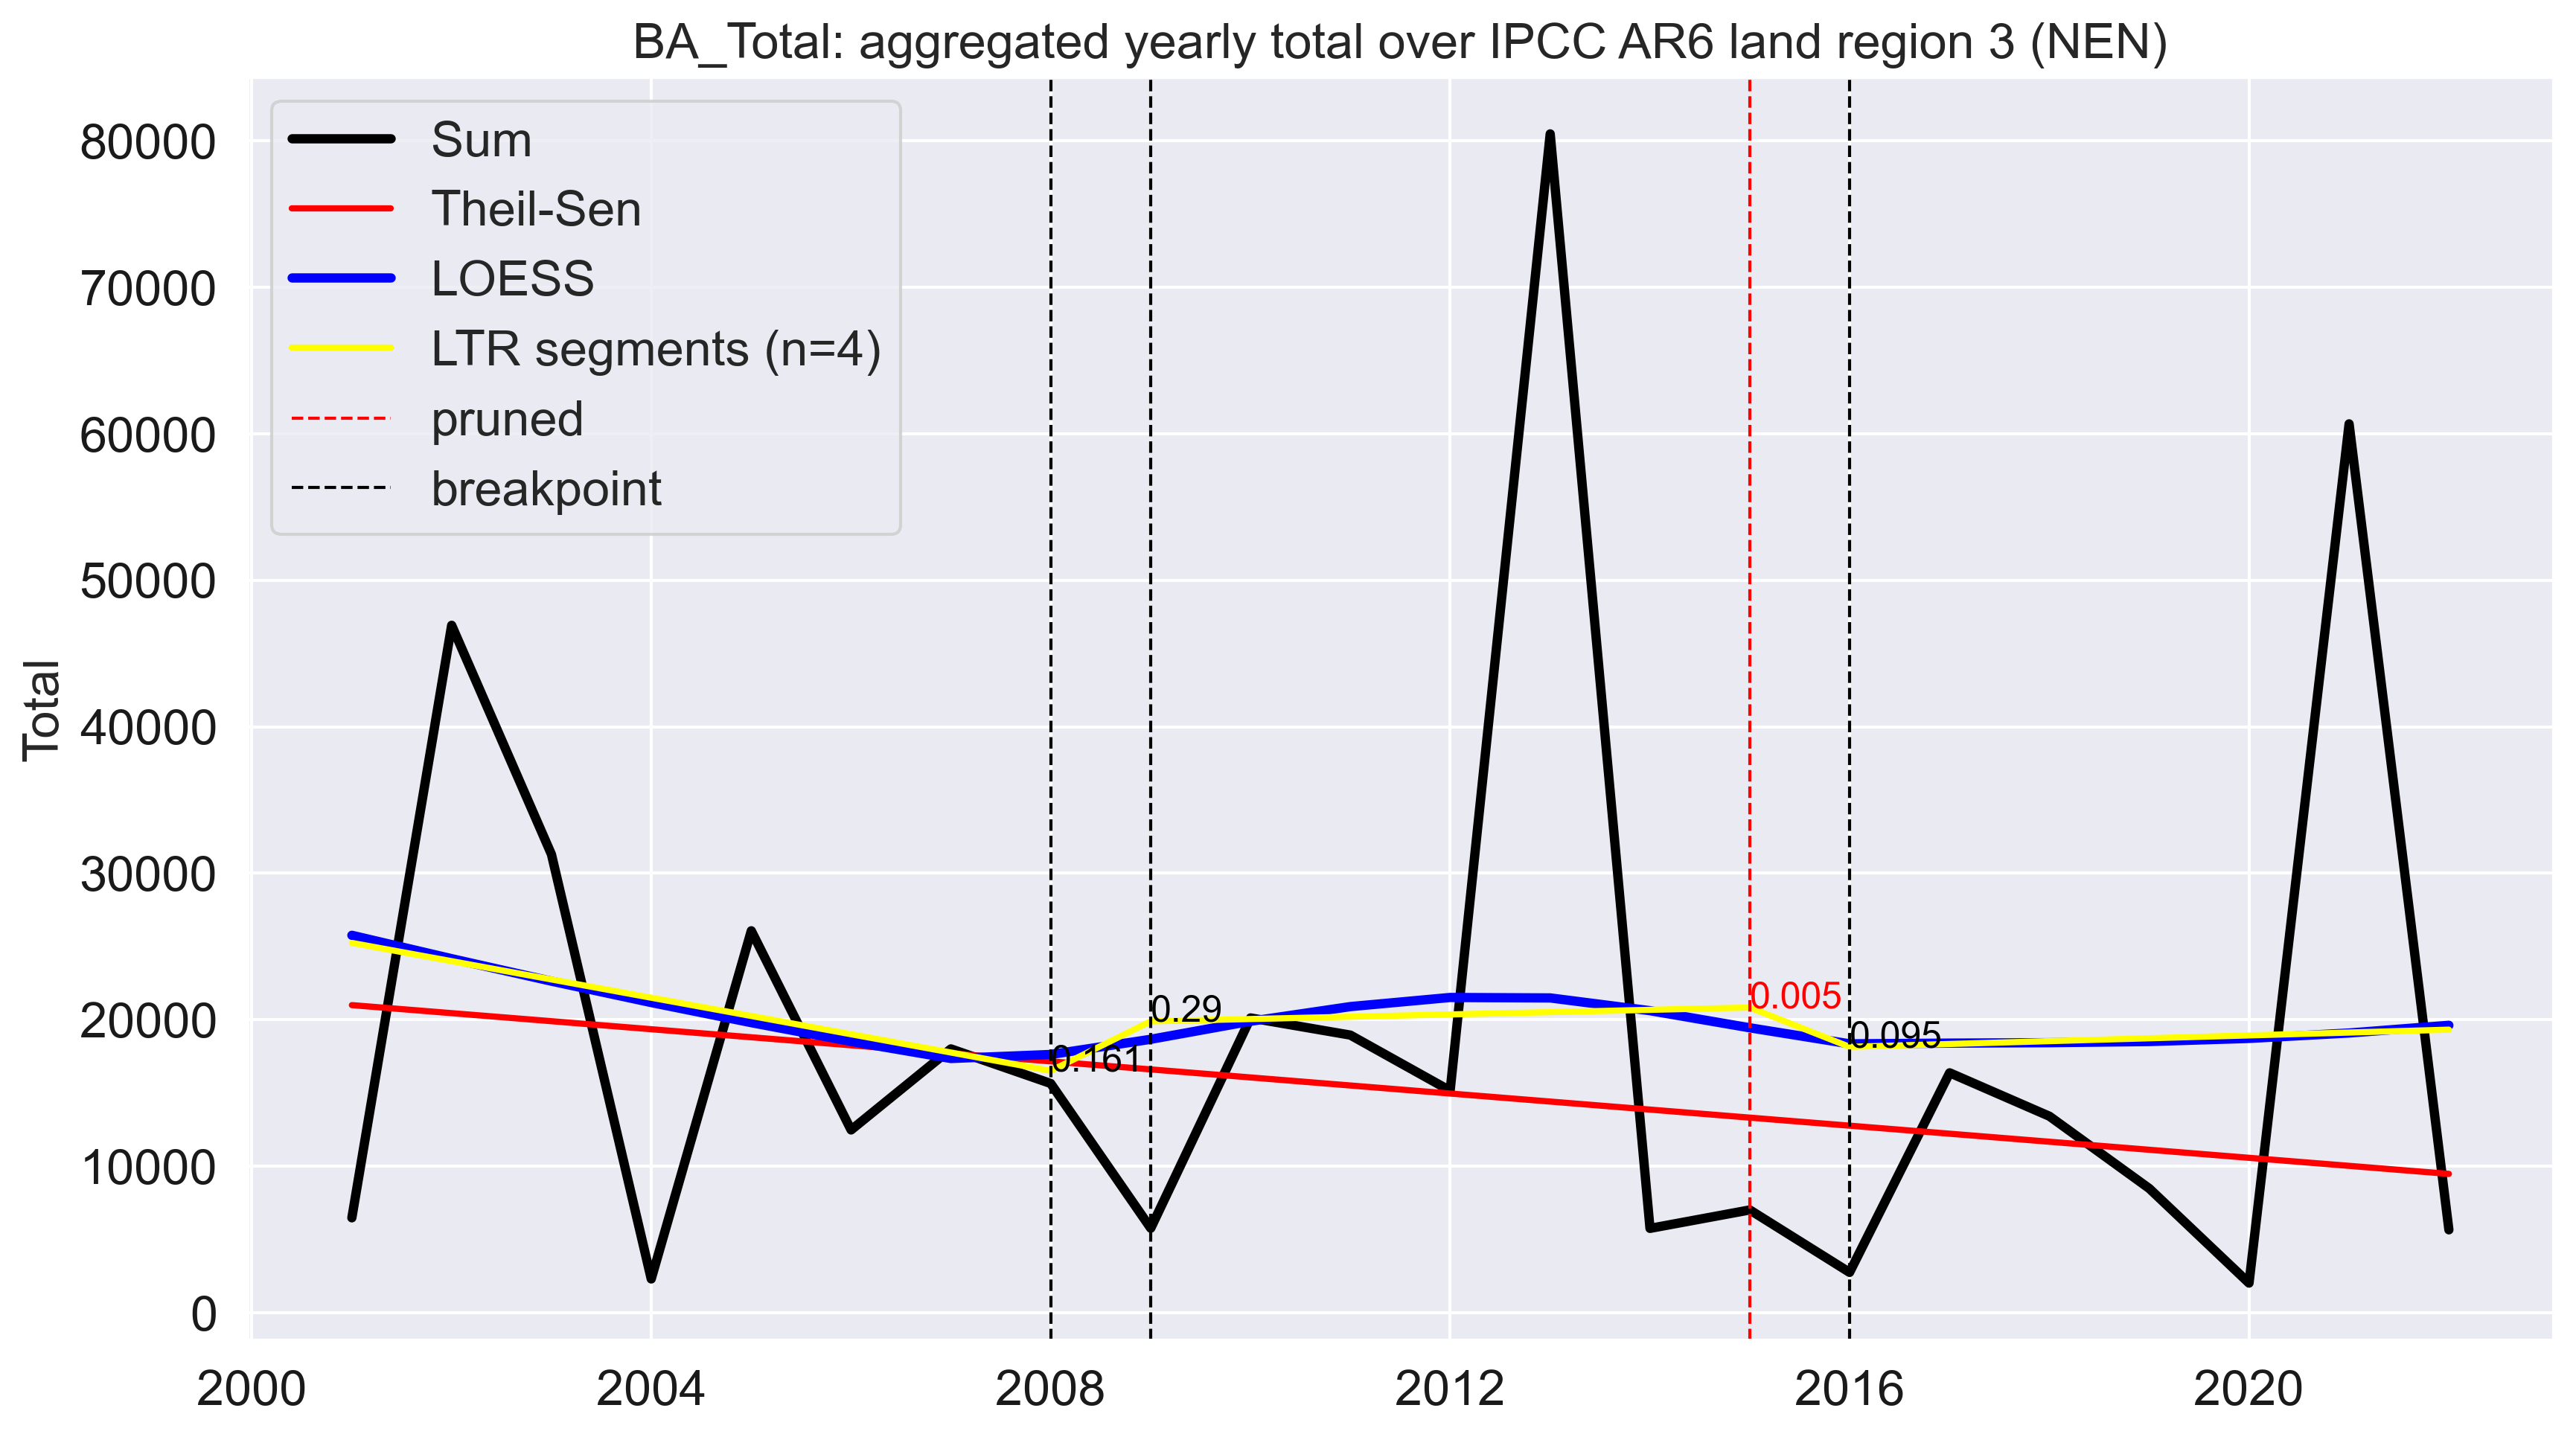 BA_Total: aggregated yearly total over IPCC AR6 land region 3 (NEN)
Sum
Theil-Sen
LOESS
LTR segments (n=4)
pruned
breakpoint
Total
80000
70000
60000
50000
40000
30000
20000
10000
0
0.161
0.29
0.005
0.095
2000
2004
2008
2012
2016
2020